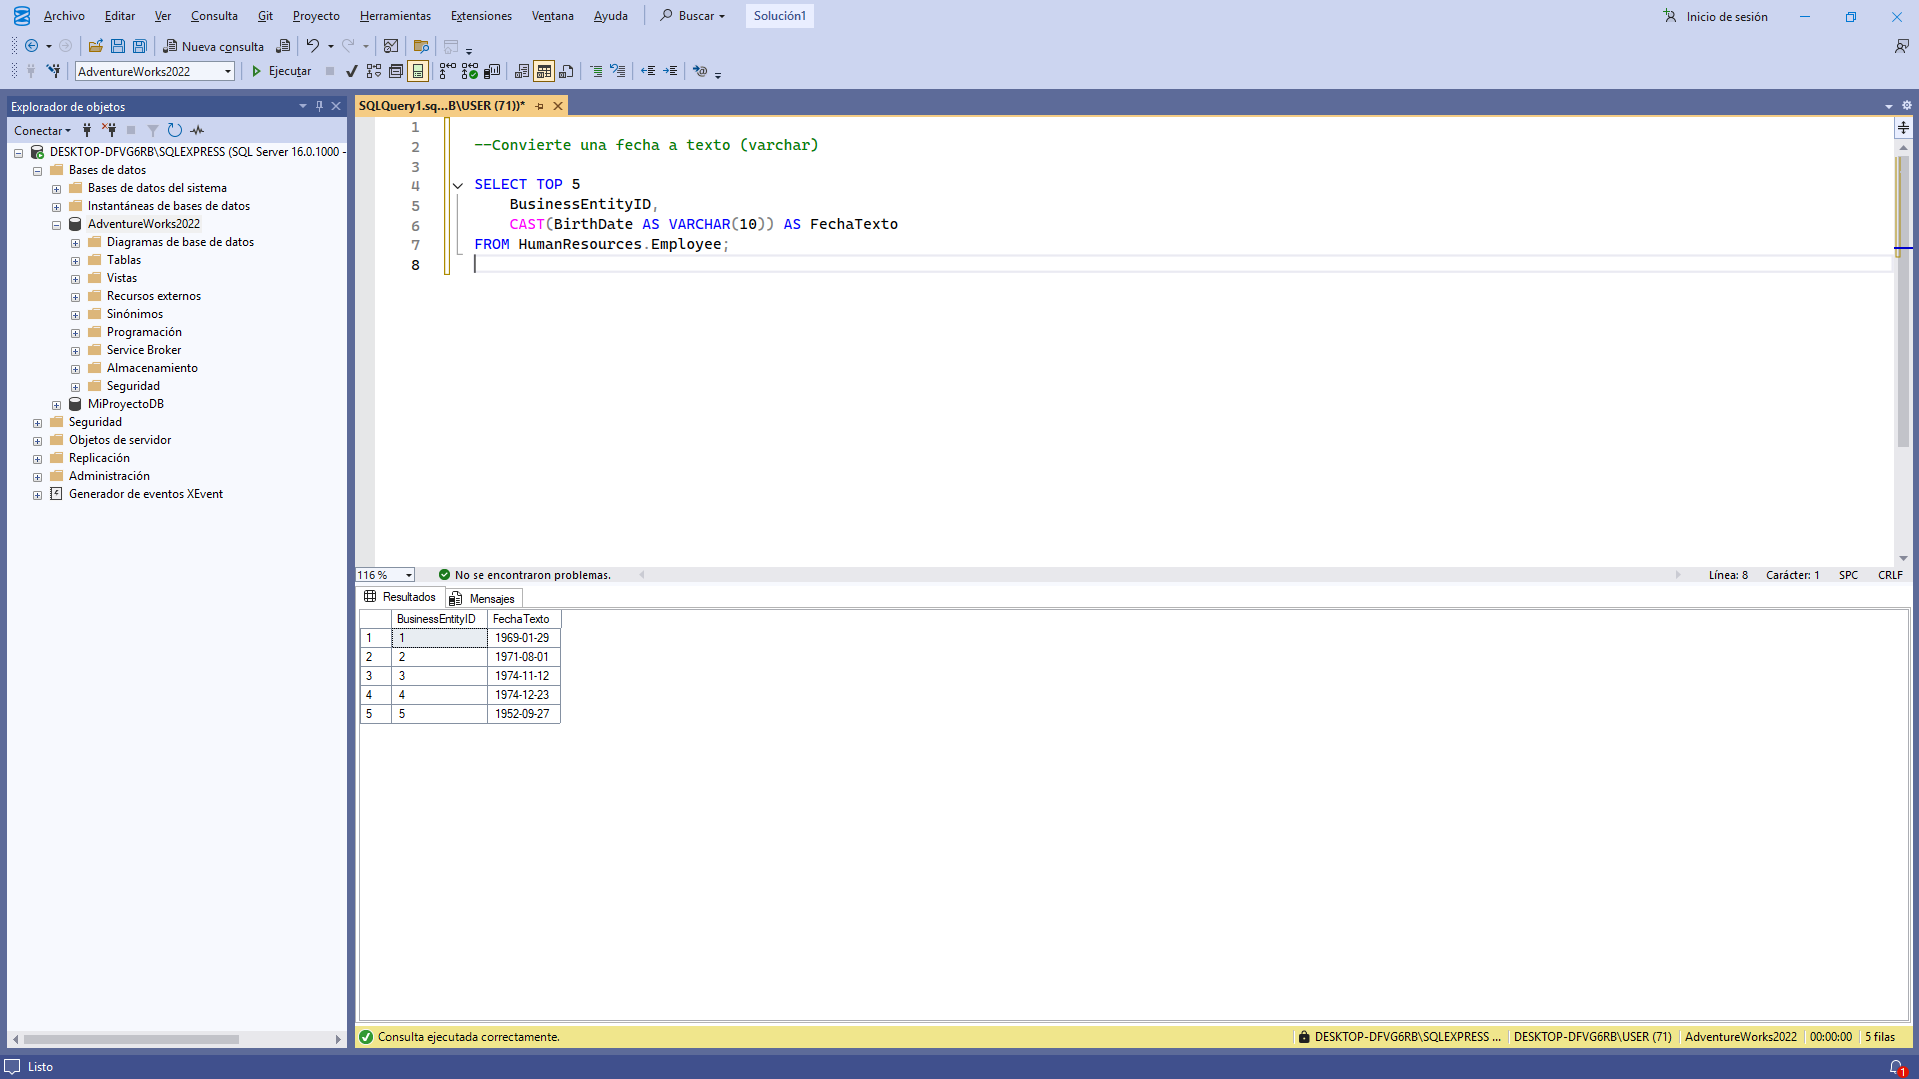 Archivo Editar Ver Consulta Git Proyecto Herramientas Extensiones Ventana Ayuda Buscar Solución1 Inicio de sesión
Nueva consulta
AdventureWorks2022 Ejecutar
Explorador de objetos
Conectar
DESKTOP-DFVG6RB\SQLEXPRESS (SQL Server 16.0.1000 -
Bases de datos
Bases de datos del sistema
Instantáneas de bases de datos
AdventureWorks2022
Diagramas de base de datos
Tablas
Vistas
Recursos externos
Sinónimos
Programación
Service Broker
Almacenamiento
Seguridad
MiProyectoDB
Seguridad
Objetos de servidor
Replicación
Administración
Generador de eventos XEvent
SQLQuery1.sq...B\USER (71))*
1
2 --Convierte una fecha a texto (varchar)
3
4 SELECT TOP 5
5 BusinessEntityID,
6 CAST(BirthDate AS VARCHAR(10)) AS FechaTexto
7 FROM HumanResources.Employee;
8
116 % No se encontraron problemas. Línea: 8 Carácter: 1 SPC CRLF
Resultados Mensajes
BusinessEntityID FechaTexto
1 1 1969-01-29
2 2 1971-08-01
3 3 1974-11-12
4 4 1974-12-23
5 5 1952-09-27
Consulta ejecutada correctamente. DESKTOP-DFVG6RB\SQLEXPRESS ... DESKTOP-DFVG6RB\USER (71) AdventureWorks2022 00:00:00 5 filas
Listo 1